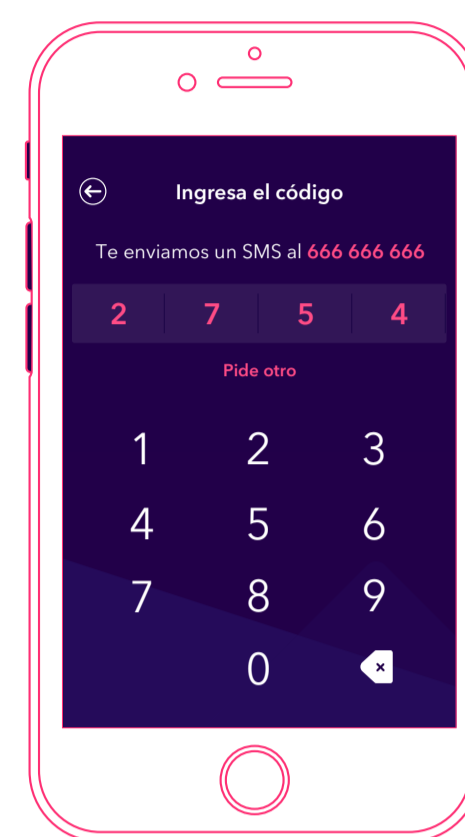 Ingresa el código
Te enviamos un SMS al 666 666 666
2 7 5 4
Pide otro
1 2 3
4 5 6
7 8 9
0 x